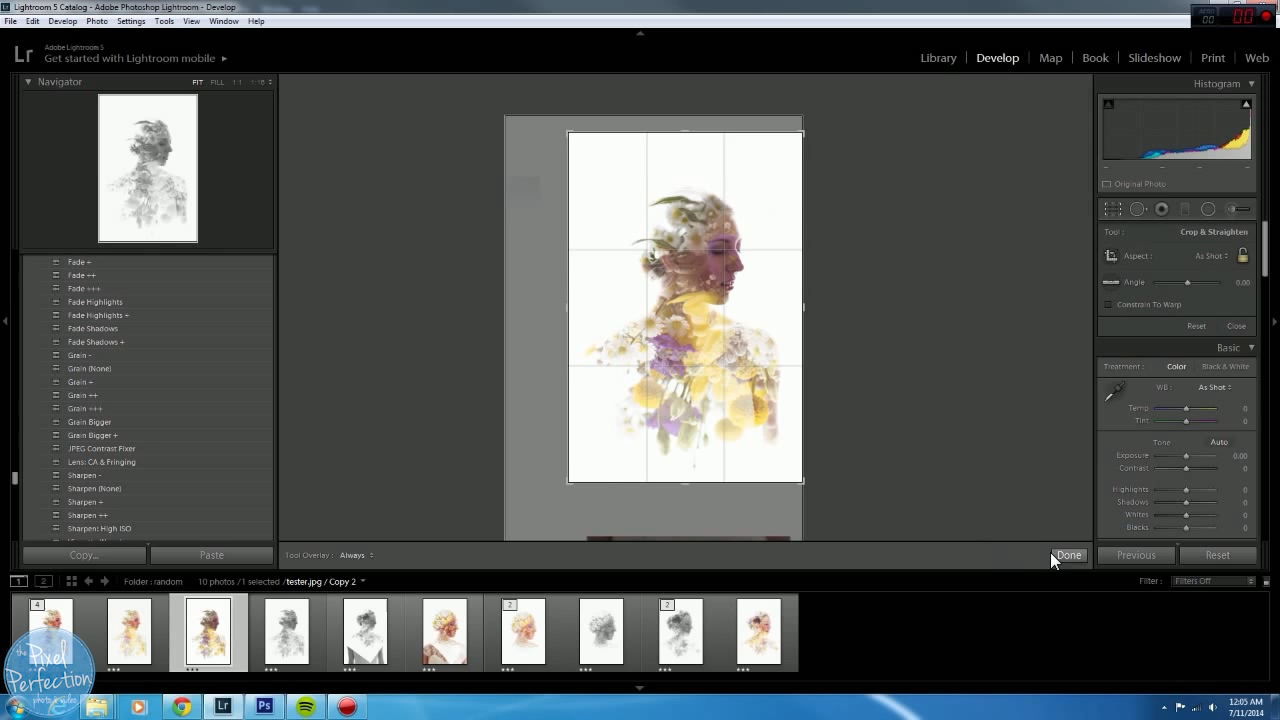 Lightroom 5 Catalog - Adobe Photoshop Lightroom - Develop
File Edit Develop Photo Settings Tools View Window Help
00 00
Lr
Adobe Lightroom 5
Get started with Lightroom mobile
Library Develop Map Book Slideshow Print Web
Navigator FIT FILL 1:1 1:16
Histogram
Original Photo
Tool : Crop & Straighten
Aspect : As Shot
Angle 0.00
Constrain To Warp
Reset Close
Basic
Treatment : Color Black & White
WB : As Shot
Temp 0
Tint 0
Tone Auto
Exposure 0.00
Contrast 0
Highlights 0
Shadows 0
Whites 0
Blacks 0
Fade +
Fade ++
Fade +++
Fade Highlights
Fade Highlights +
Fade Shadows
Fade Shadows +
Grain -
Grain (None)
Grain +
Grain ++
Grain +++
Grain Bigger
Grain Bigger +
JPEG Contrast Fixer
Lens: CA & Fringing
Sharpen -
Sharpen (None)
Sharpen +
Sharpen ++
Sharpen: High ISO
Copy... Paste
Tool Overlay : Always
Done
Previous Reset
1 2
Folder : random 10 photos / 1 selected / tester.jpg / Copy 2
Filter : Filters Off
4 2 2
the Pixel Perfection
Lr Ps
12:05 AM
7/11/2014